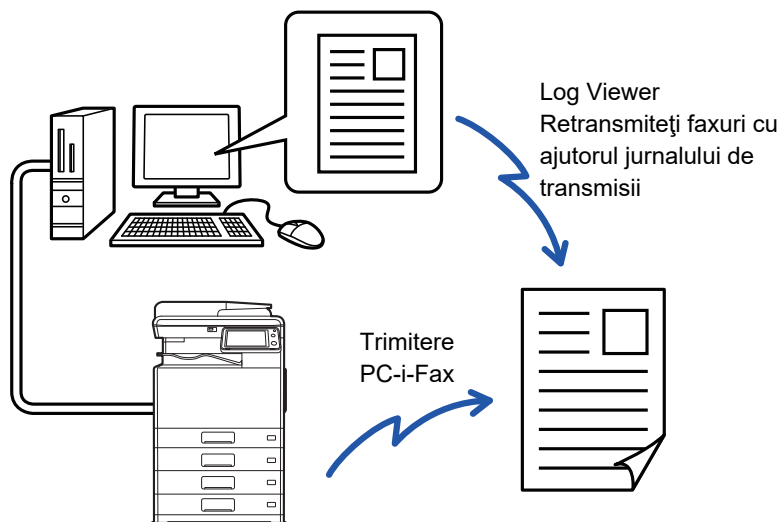 Log Viewer
Retransmiteţi faxuri cu
ajutorul jurnalului de
transmisii
Trimitere
PC-i-Fax